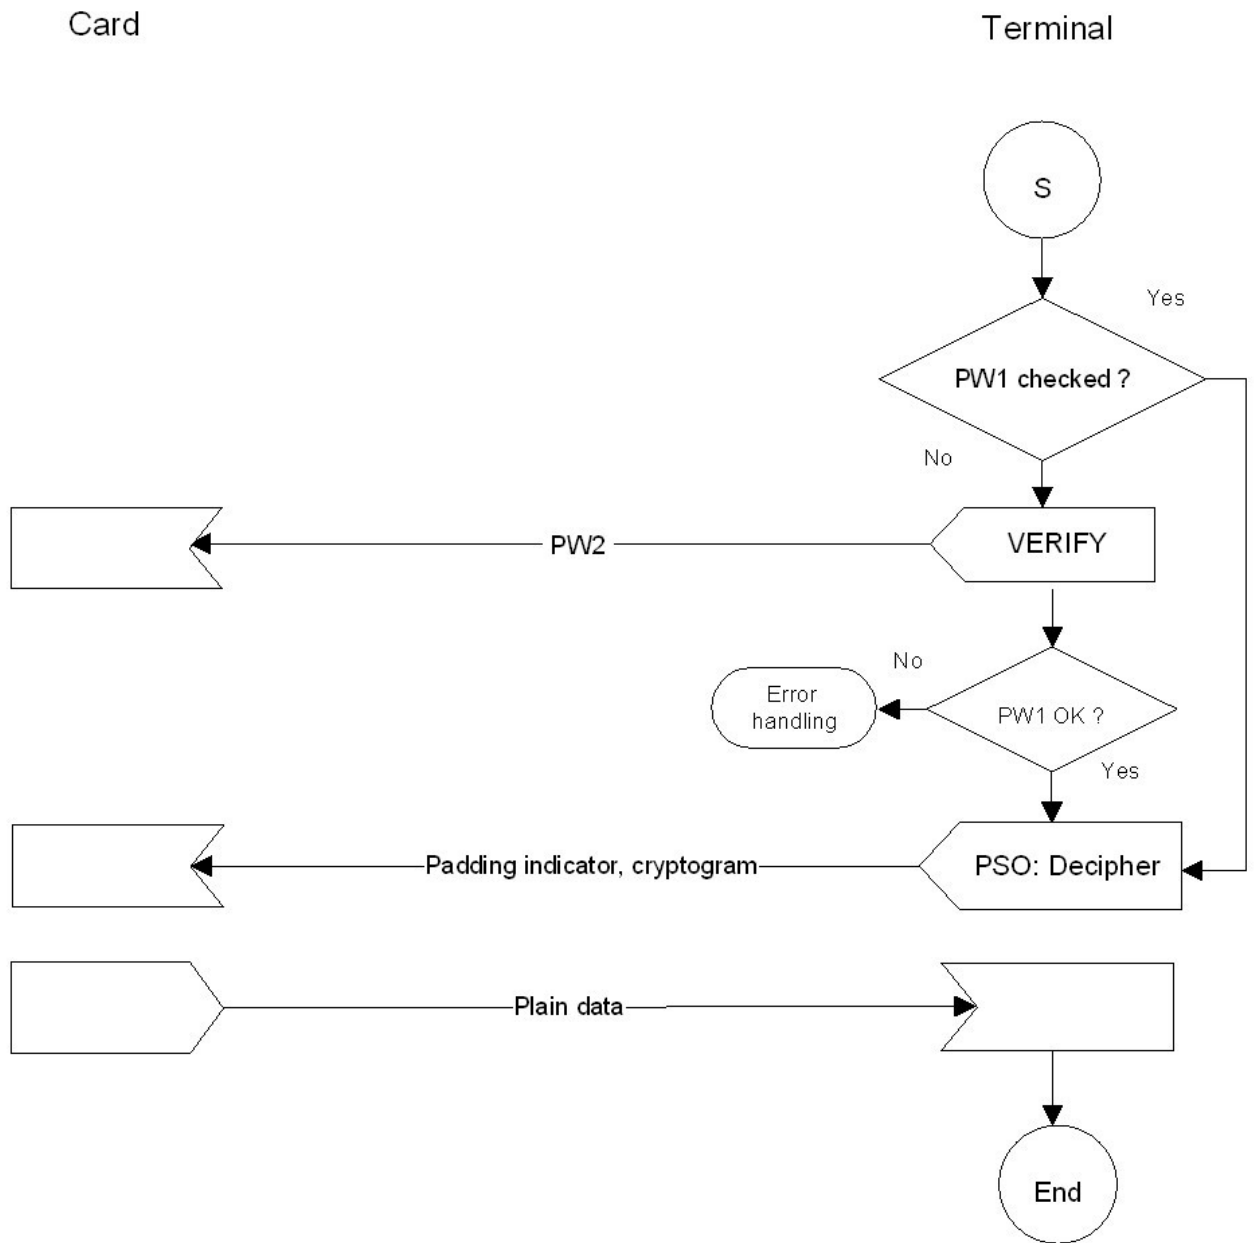 Card
Terminal
S
Yes
PW1 checked ?
No
PW2
VERIFY
No
Error
handling
PW1 OK ?
Yes
Padding indicator, cryptogram
PSO: Decipher
Plain data
End